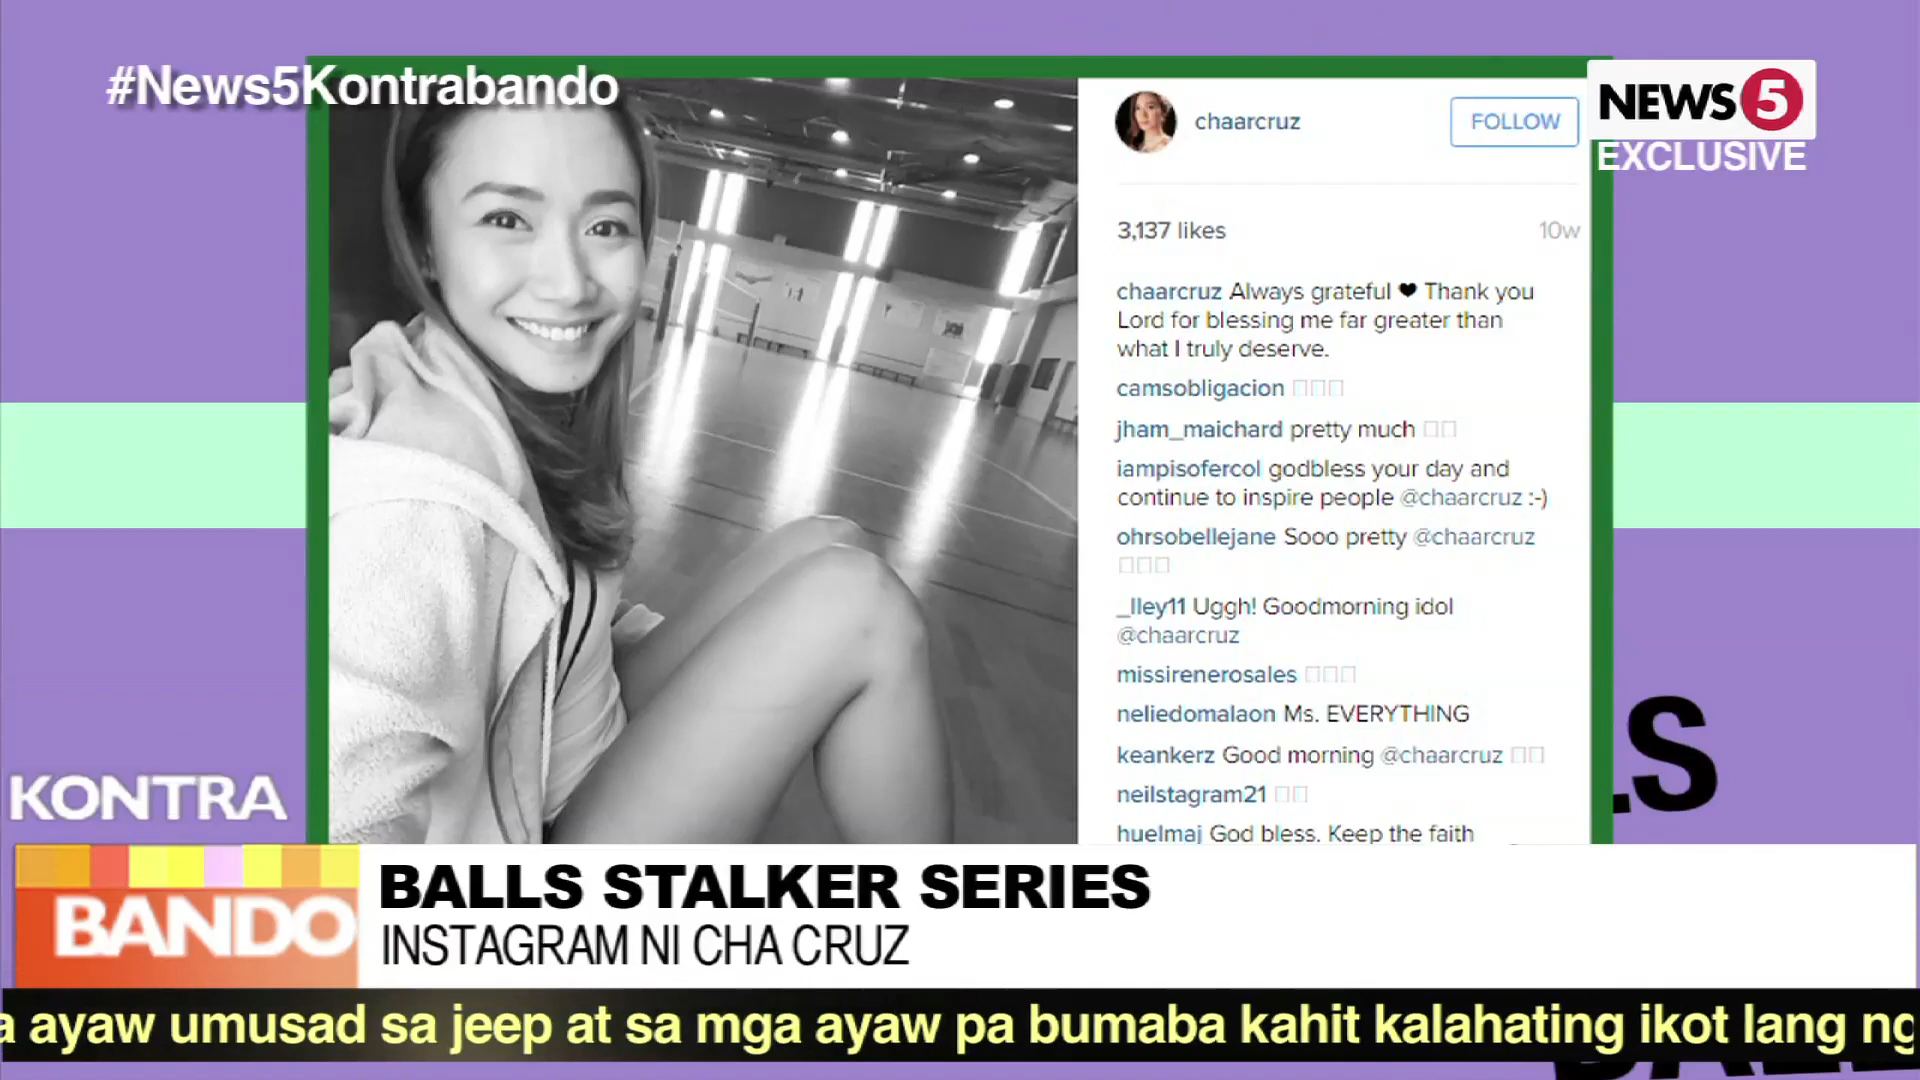 #News5Kontrabando
NEWS 5
EXCLUSIVE
chaarcruz
FOLLOW
3,137 likes
10w
chaarcruz Always grateful ❤ Thank you
Lord for blessing me far greater than
what I truly deserve.
camsobligacion
jham_maichard pretty much
iampisofercol godbless your day and
continue to inspire people @chaarcruz :-)
ohrsobellejane Sooo pretty @chaarcruz
_lley11 Uggh! Goodmorning idol
@chaarcruz
missirenerosales
neliedomalaon Ms. EVERYTHING
keankerz Good morning @chaarcruz
neilstagram21
huelmaj God bless. Keep the faith
KONTRA
BANDO
BALLS STALKER SERIES
INSTAGRAM NI CHA CRUZ
a ayaw umusad sa jeep at sa mga ayaw pa bumaba kahit kalahating ikot lang ng